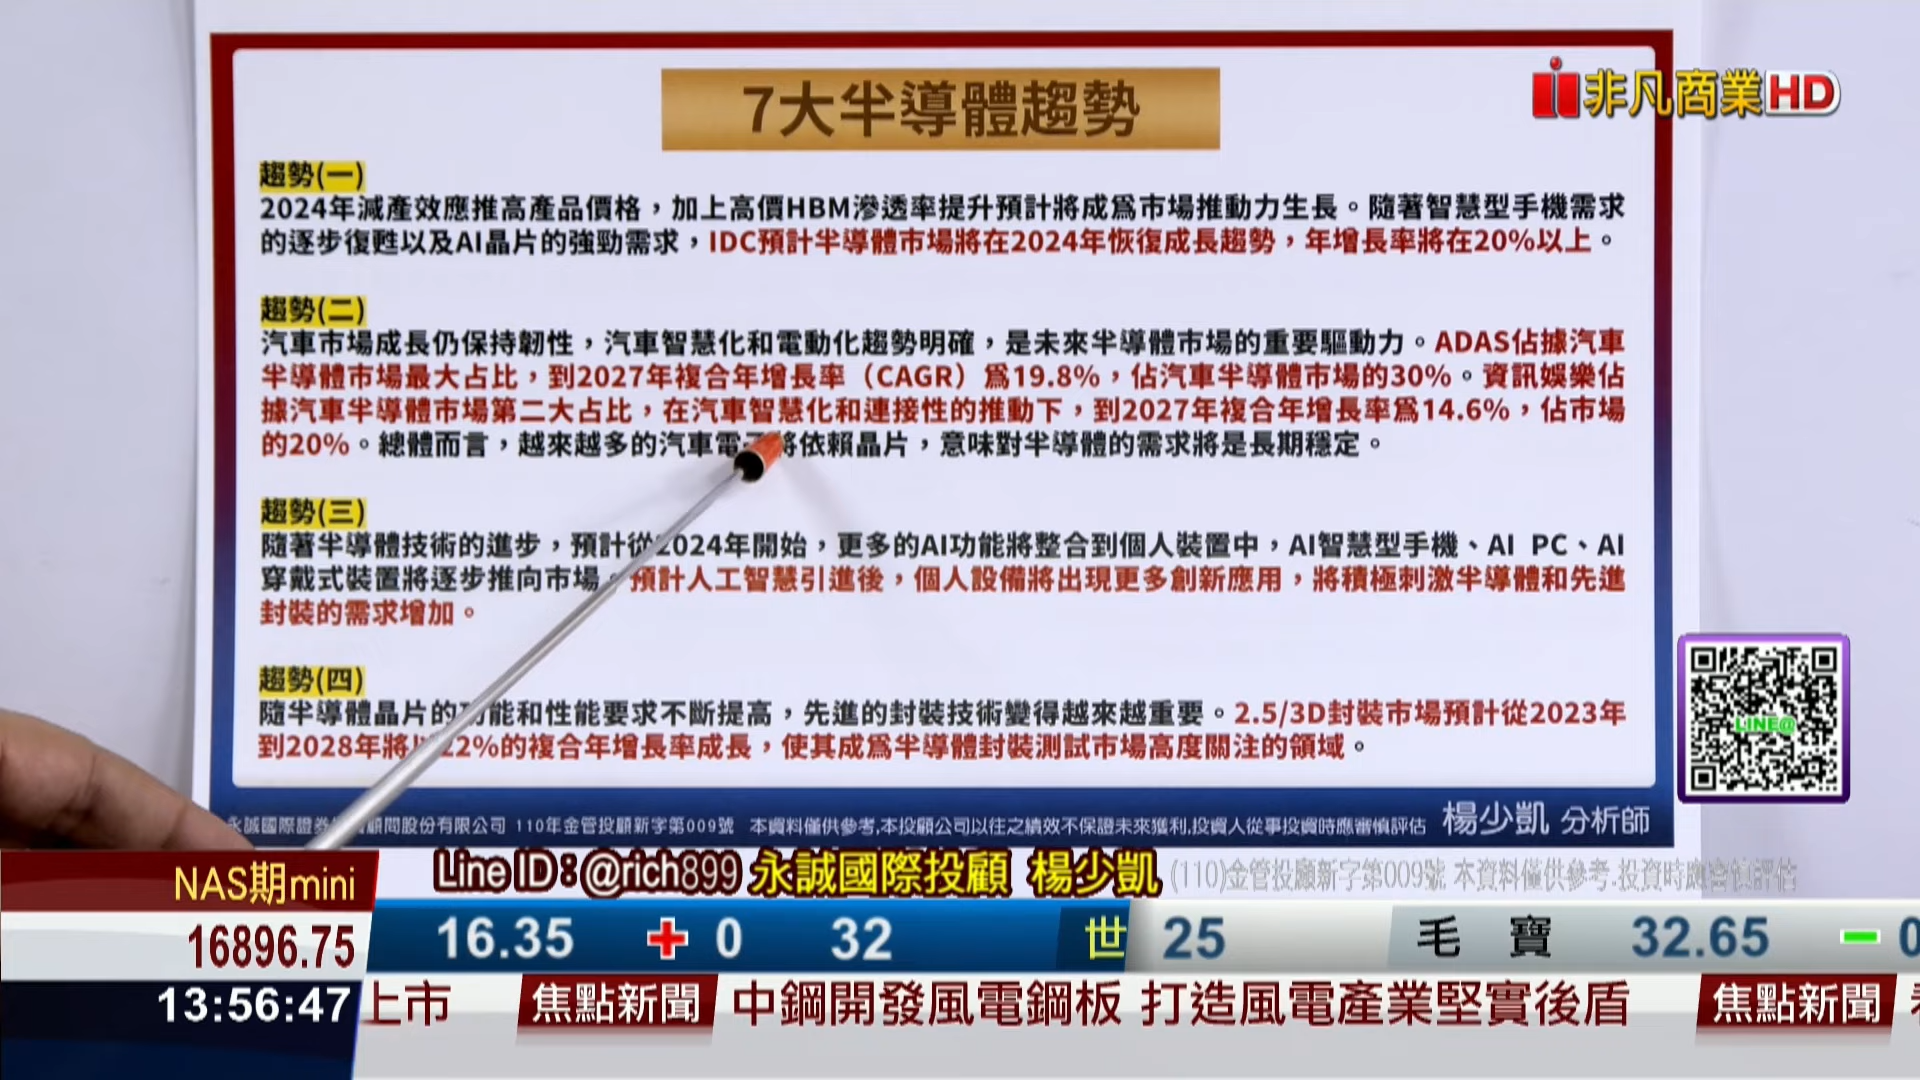 7大半導體趨勢
非凡商業HD
趨勢(一)
2024年減產效應推高產品價格，加上高價HBM滲透率提升預計將成為市場推動力生長。隨著智慧型手機需求
的逐步復甦以及AI晶片的強勁需求，IDC預計半導體市場將在2024年恢復成長趨勢，年增長率將在20%以上。
趨勢(二)
汽車市場成長仍保持韌性，汽車智慧化和電動化趨勢明確，是未來半導體市場的重要驅動力。ADAS佔據汽車
半導體市場最大占比，到2027年複合年增長率（CAGR）為19.8%，佔汽車半導體市場的30%。資訊娛樂佔
據汽車半導體市場第二大占比，在汽車智慧化和連接性的推動下，到2027年複合年增長率為14.6%，佔市場
的20%。總體而言，越來越多的汽車電子將依賴晶片，意味對半導體的需求將是長期穩定。
趨勢(三)
隨著半導體技術的進步，預計從2024年開始，更多的AI功能將整合到個人裝置中，AI智慧型手機、AI PC、AI
穿戴式裝置將逐步推向市場。預計人工智慧引進後，個人設備將出現更多創新應用，將積極刺激半導體和先進
封裝的需求增加。
趨勢(四)
隨半導體晶片的功能和性能要求不斷提高，先進的封裝技術變得越來越重要。2.5/3D封裝市場預計從2023年
到2028年將以22%的複合年增長率成長，使其成為半導體封裝測試市場高度關注的領域。
LINE@
永誠國際證券投資顧問股份有限公司 110年金管投顧新字第009號 本資料僅供參考,本投顧公司以往之績效不保證未來獲利,投資人從事投資時應審慎評估 楊少凱 分析師
Line ID：@rich899 永誠國際投顧 楊少凱 (110)金管投顧新字第009號 本資料僅供參考.投資時應審慎評估
NAS期mini
16896.75 16.35 0 32 世 25 毛寶 32.65 0
13:56:47 上市 焦點新聞 中鋼開發風電鋼板 打造風電產業堅實後盾 焦點新聞